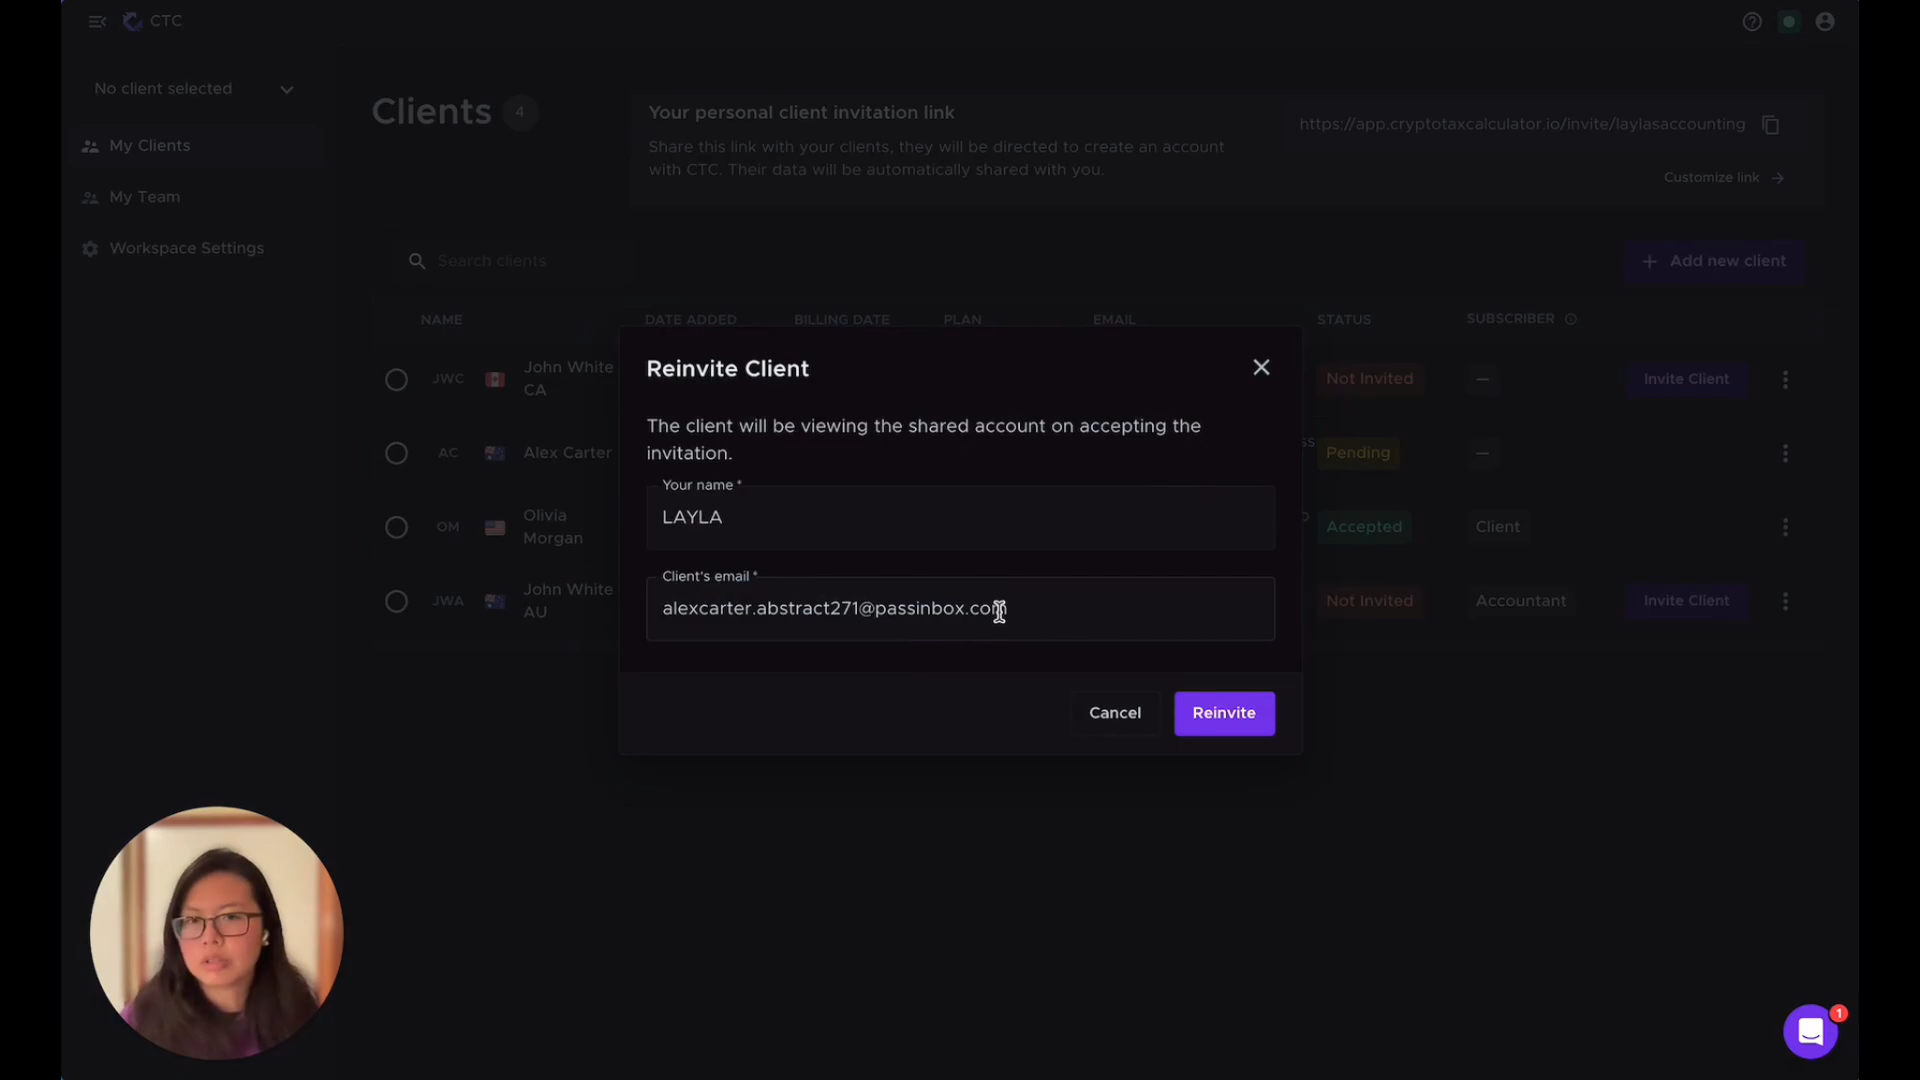 CTC
No client selected
My Clients
My Team
Workspace Settings
Clients 4
Your personal client invitation link
Share this link with your clients, they will be directed to create an account
with CTC. Their data will be automatically shared with you.
https://app.cryptotaxcalculator.io/invite/laylasaccounting
Customize link
Search clients
+ Add new client
NAME DATE ADDED BILLING DATE PLAN EMAIL STATUS SUBSCRIBER
JWC John White
CA
Not Invited — Invite Client
AC Alex Carter
ss
Pending —
OM Olivia
Morgan
o
Accepted Client
JWA John White
AU
Not Invited Accountant Invite Client
Reinvite Client
The client will be viewing the shared account on accepting the
invitation.
Your name *
LAYLA
Client's email *
alexcarter.abstract271@passinbox.com
Cancel Reinvite
1